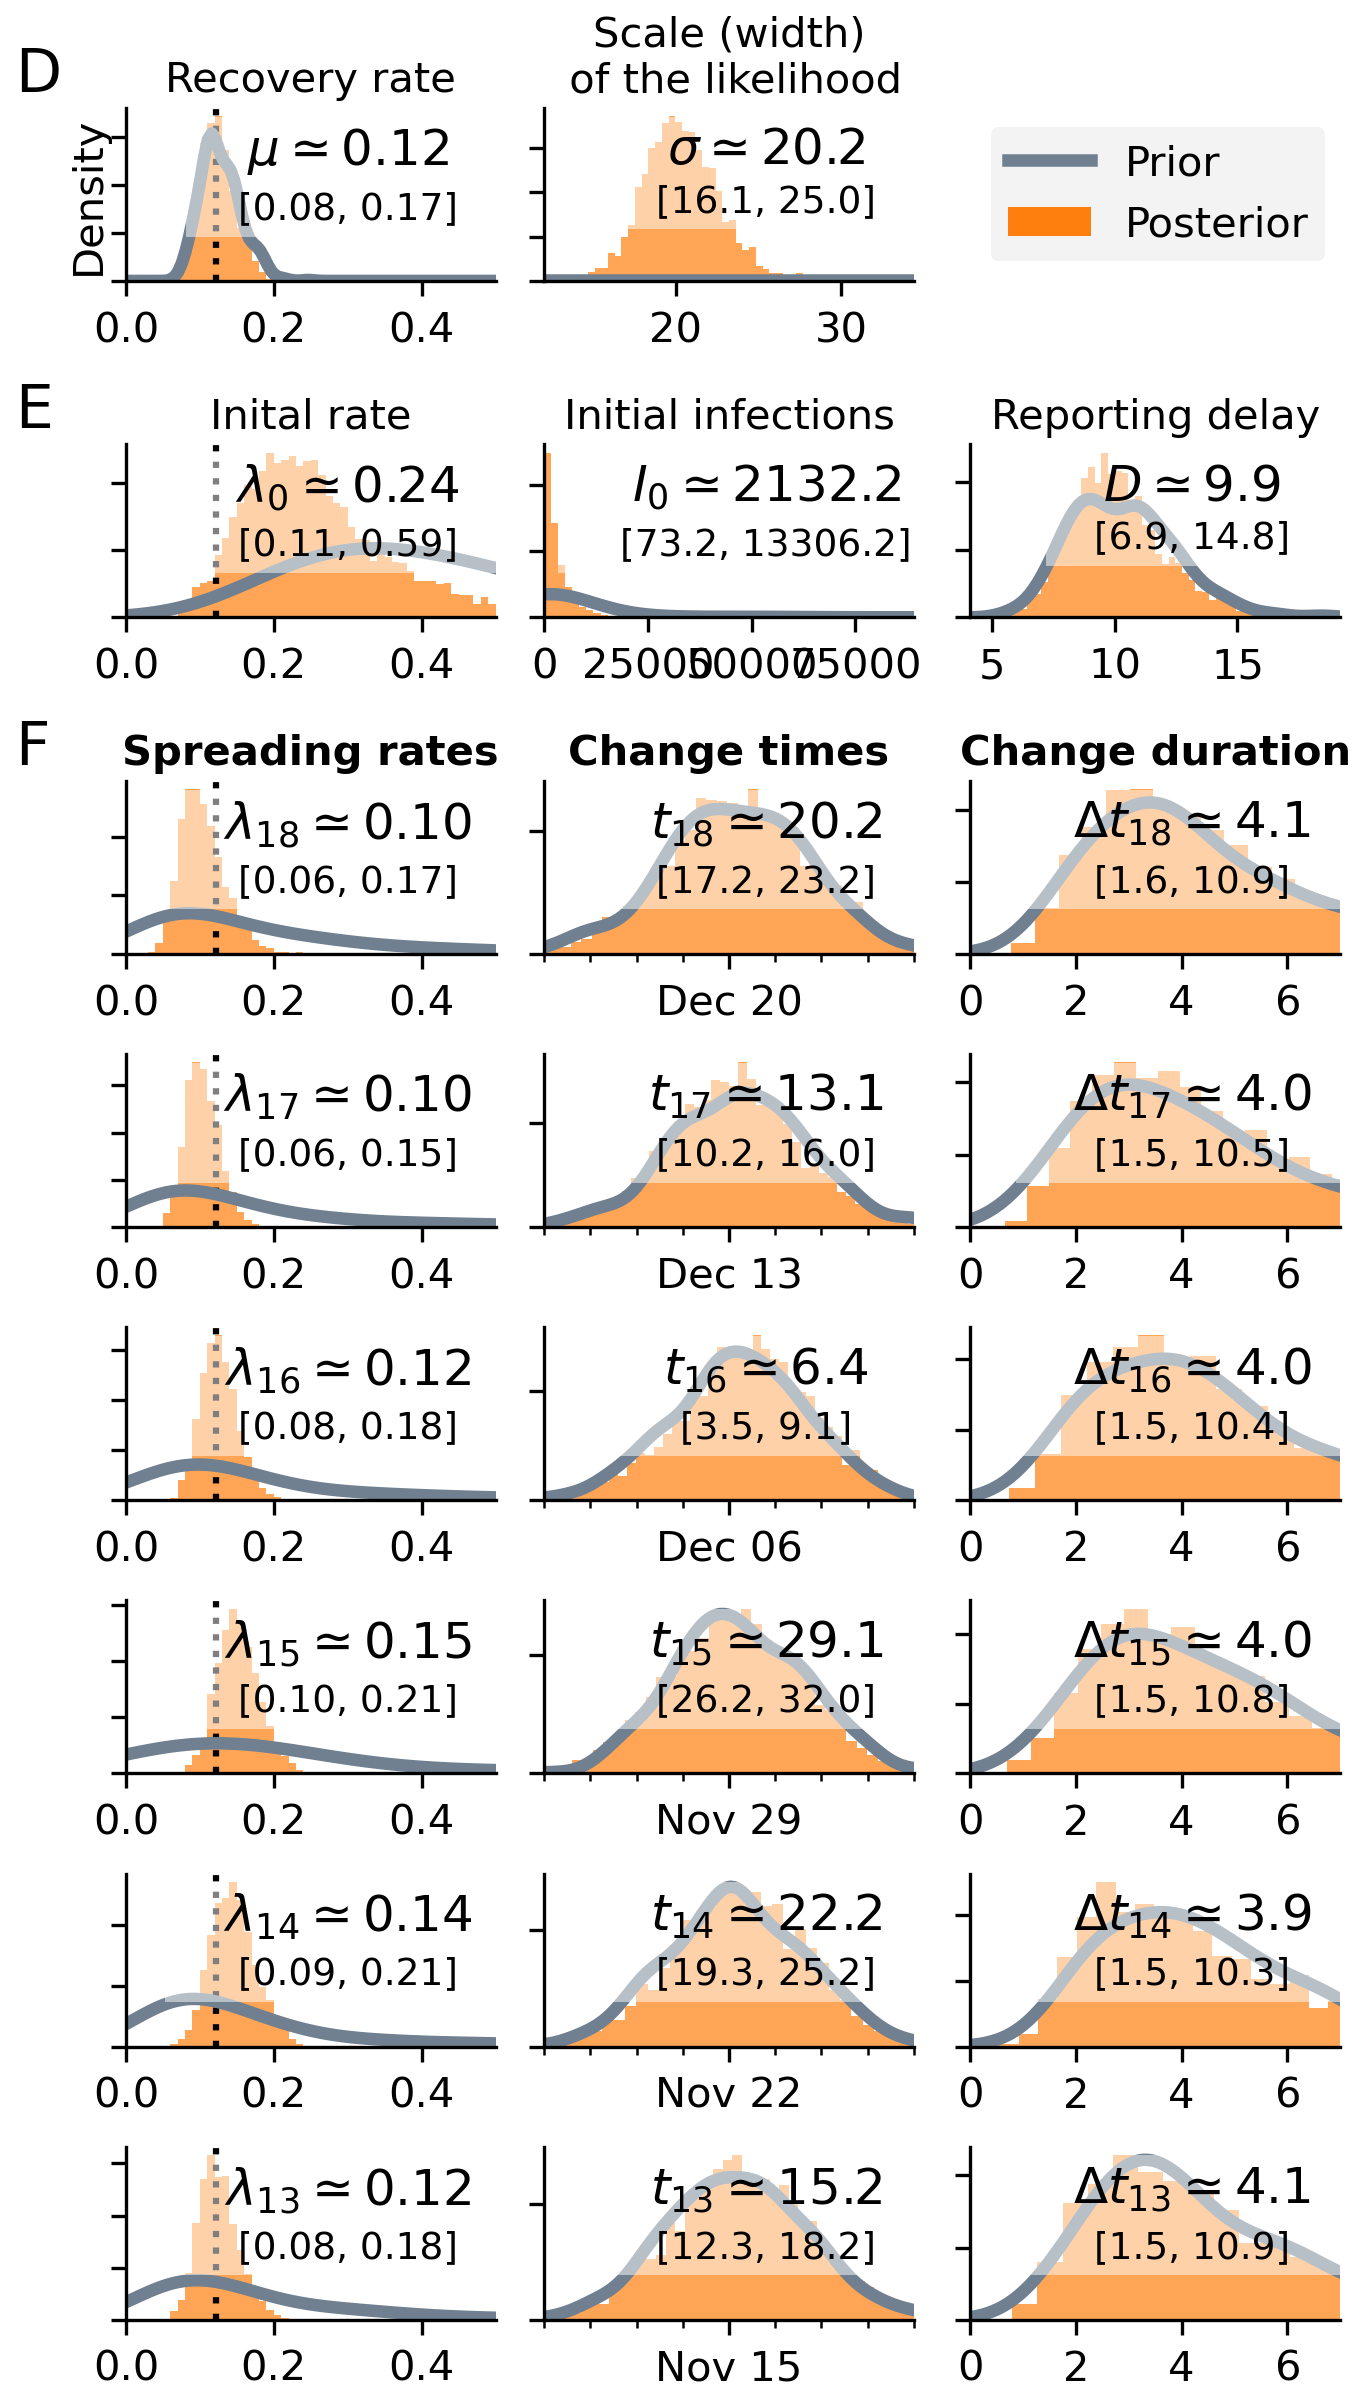 D
Recovery rate
Scale (width)
of the likelihood
Density
μ ≃ 0.12
[0.08, 0.17]
σ ≃ 20.2
[16.1, 25.0]
Prior
Posterior
0.0 0.2 0.4
20 30
E
Inital rate
Initial infections
Reporting delay
λ0 ≃ 0.24
[0.11, 0.59]
I0 ≃ 2132.2
[73.2, 13306.2]
D ≃ 9.9
[6.9, 14.8]
0.0 0.2 0.4
0 25000 50000 75000
5 10 15
F
Spreading rates
Change times
Change duration
λ18 ≃ 0.10
[0.06, 0.17]
t18 ≃ 20.2
[17.2, 23.2]
Δt18 ≃ 4.1
[1.6, 10.9]
0.0 0.2 0.4
Dec 20
0 2 4 6
λ17 ≃ 0.10
[0.06, 0.15]
t17 ≃ 13.1
[10.2, 16.0]
Δt17 ≃ 4.0
[1.5, 10.5]
0.0 0.2 0.4
Dec 13
0 2 4 6
λ16 ≃ 0.12
[0.08, 0.18]
t16 ≃ 6.4
[3.5, 9.1]
Δt16 ≃ 4.0
[1.5, 10.4]
0.0 0.2 0.4
Dec 06
0 2 4 6
λ15 ≃ 0.15
[0.10, 0.21]
t15 ≃ 29.1
[26.2, 32.0]
Δt15 ≃ 4.0
[1.5, 10.8]
0.0 0.2 0.4
Nov 29
0 2 4 6
λ14 ≃ 0.14
[0.09, 0.21]
t14 ≃ 22.2
[19.3, 25.2]
Δt14 ≃ 3.9
[1.5, 10.3]
0.0 0.2 0.4
Nov 22
0 2 4 6
λ13 ≃ 0.12
[0.08, 0.18]
t13 ≃ 15.2
[12.3, 18.2]
Δt13 ≃ 4.1
[1.5, 10.9]
0.0 0.2 0.4
Nov 15
0 2 4 6